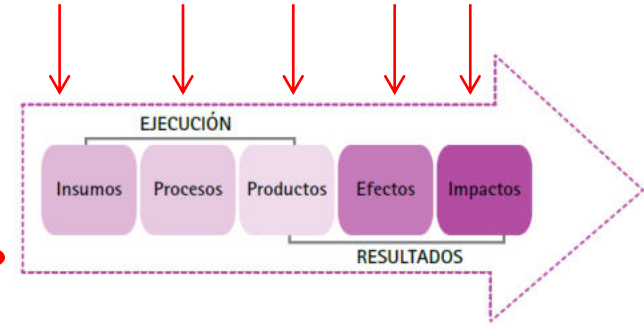 EJECUCIÓN
Insumos Procesos Productos Efectos Impactos
RESULTADOS